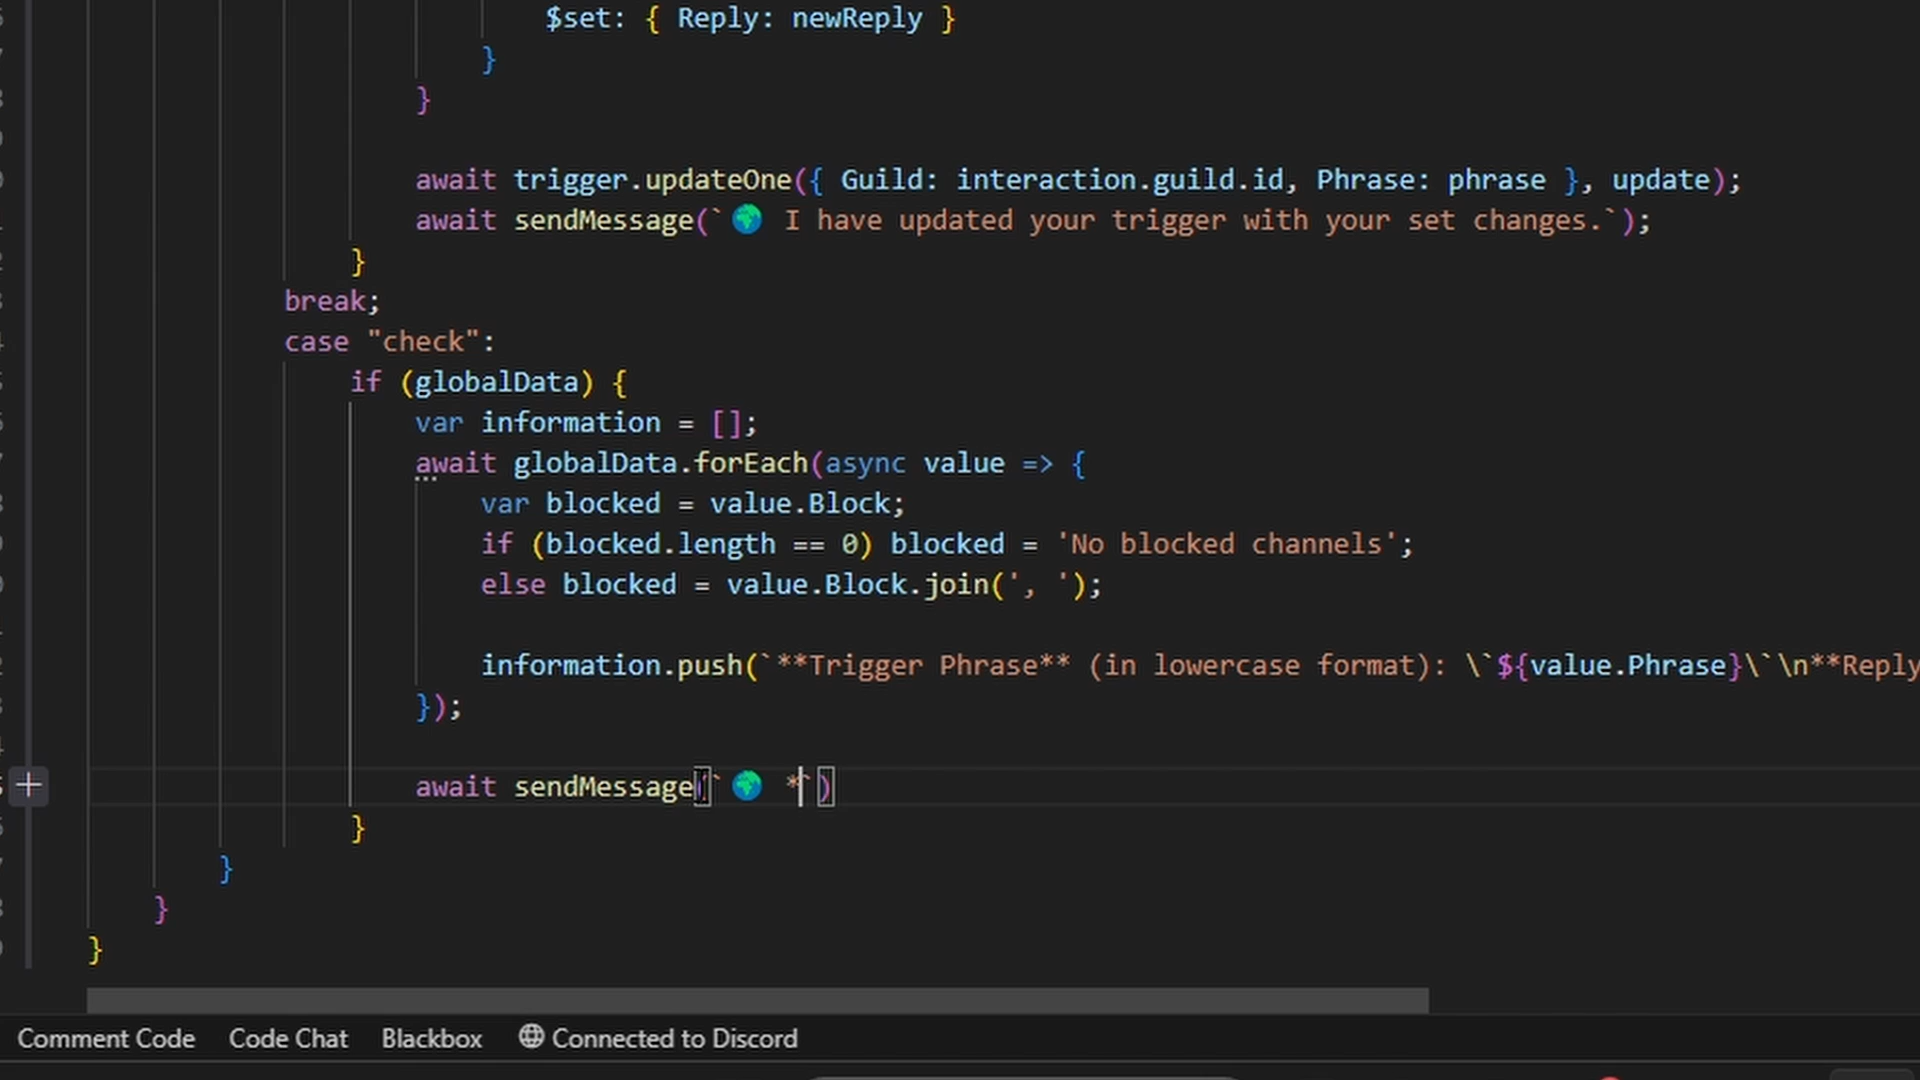 $set: { Reply: newReply }
}
}
await trigger.updateOne({ Guild: interaction.guild.id, Phrase: phrase }, update);
await sendMessage(`🌍 I have updated your trigger with your set changes.`);
}
break;
case "check":
if (globalData) {
var information = [];
await globalData.forEach(async value => {
var blocked = value.Block;
if (blocked.length == 0) blocked = 'No blocked channels';
else blocked = value.Block.join(', ');
information.push(`**Trigger Phrase** (in lowercase format): \`${value.Phrase}\`\n**Reply
});
await sendMessage(`🌍 *`)
}
}
}
}
Comment Code Code Chat Blackbox Connected to Discord